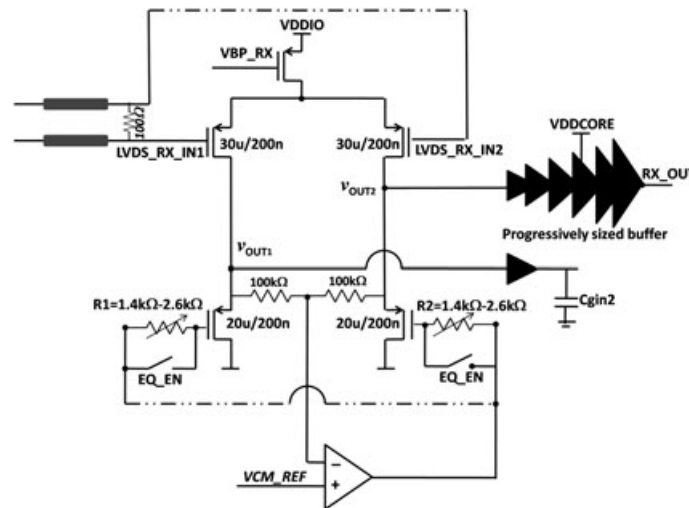 VDDIO
VBP_RX
100Ω
VDDCORE
30u/200n
30u/200n
LVDS_RX_IN1
LVDS_RX_IN2
RX_OUT
vOUT2
Progressively sized buffer
vOUT1
100kΩ
100kΩ
R1=1.4kΩ-2.6kΩ
R2=1.4kΩ-2.6kΩ
Cgin2
20u/200n
20u/200n
EQ_EN
EQ_EN
−
+
VCM_REF